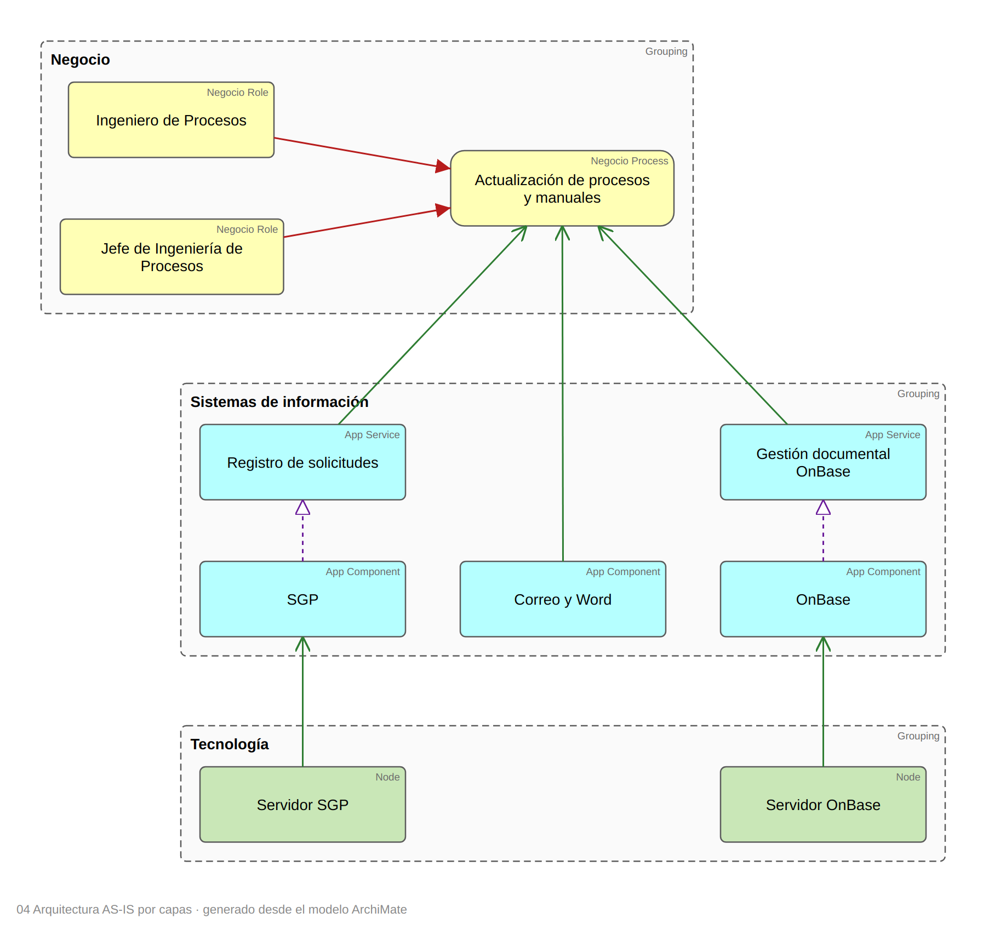 Grouping
Negocio
Negocio Role
Ingeniero de Procesos
Negocio Process
Actualización de procesos
y manuales
Negocio Role
Jefe de Ingeniería de
Procesos
Grouping
Sistemas de información
App Service
Registro de solicitudes
App Service
Gestión documental
OnBase
App Component
SGP
App Component
Correo y Word
App Component
OnBase
Grouping
Tecnología
Node
Servidor SGP
Node
Servidor OnBase
04 Arquitectura AS-IS por capas · generado desde el modelo ArchiMate